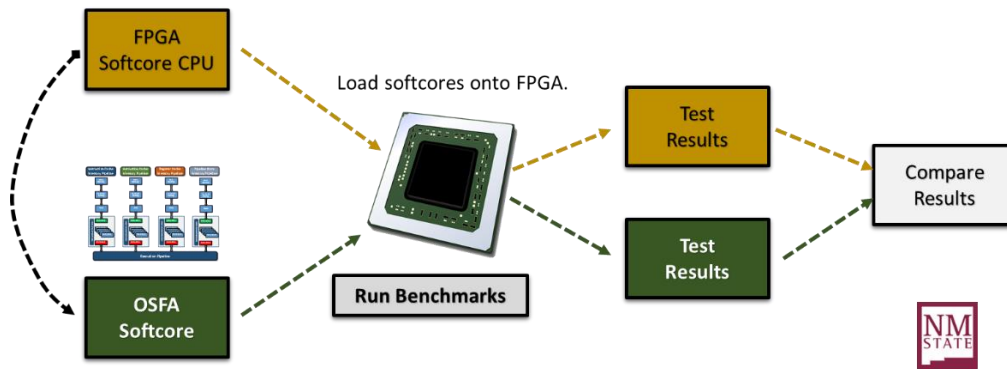 FPGA
Softcore CPU
Load softcores onto FPGA.
Test
Results
Compare
Results
Test
Results
Run Benchmarks
OSFA
Softcore
NM
STATE